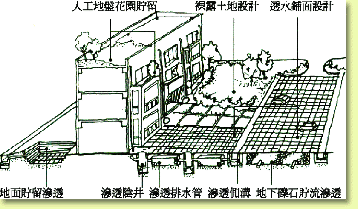 人工地盤花園貯留
裸露土地設計
透水鋪面設計
地面貯留滲透
滲透陰井
滲透排水管
滲透側溝
地下礫石貯流滲透